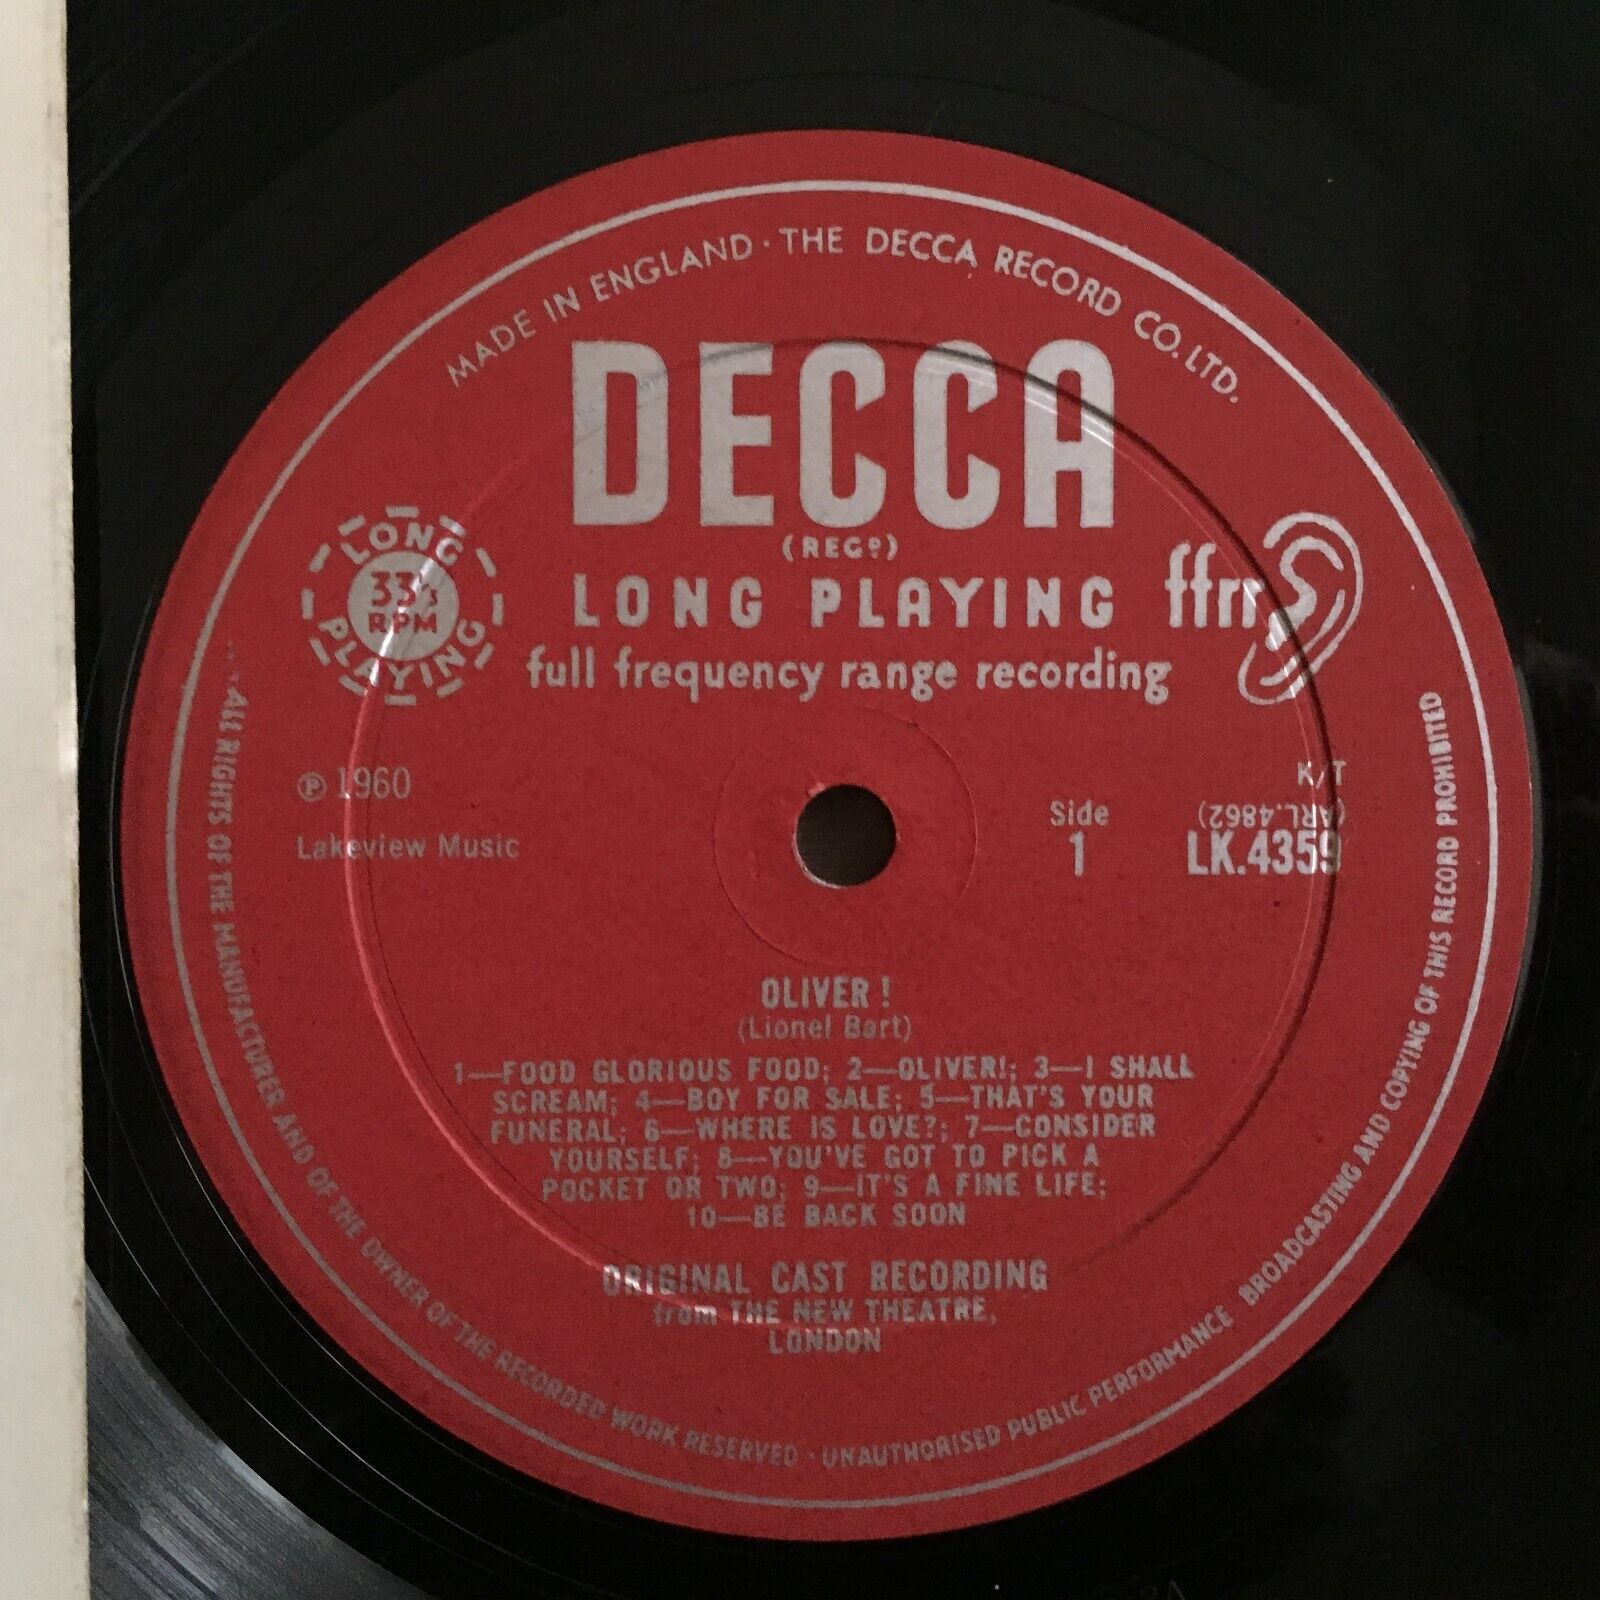 MADE IN ENGLAND · THE DECCA RECORD CO. LTD.
DECCA
(REGD)
LONG PLAYING
ffrr
full frequency range recording
LONG
33⅓
RPM
PLAYING
℗ 1960
Lakeview Music
Side
1
K/T
(ARL.4862)
LK.4359
OLIVER!
(Lionel Bart)
1—FOOD GLORIOUS FOOD; 2—OLIVER!; 3—I SHALL
SCREAM; 4—BOY FOR SALE; 5—THAT'S YOUR
FUNERAL; 6—WHERE IS LOVE?; 7—CONSIDER
YOURSELF; 8—YOU'VE GOT TO PICK A
POCKET OR TWO; 9—IT'S A FINE LIFE;
10—BE BACK SOON
ORIGINAL CAST RECORDING
from THE NEW THEATRE,
LONDON
ALL RIGHTS OF THE MANUFACTURER AND OF THE OWNER OF THE RECORDED WORK RESERVED · UNAUTHORISED PUBLIC PERFORMANCE BROADCASTING AND COPYING OF THIS RECORD PROHIBITED